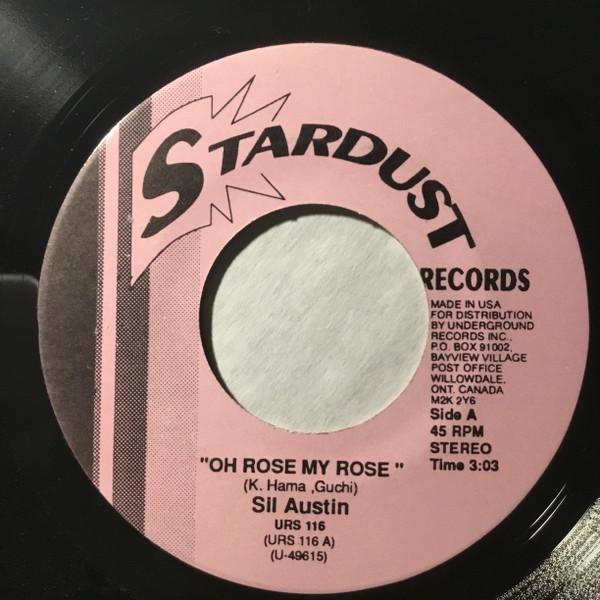 STARDUST
RECORDS
MADE IN USA
FOR DISTRIBUTION
BY UNDERGROUND
RECORDS INC.,
P.O. BOX 91002,
BAYVIEW VILLAGE
POST OFFICE
WILLOWDALE,
ONT. CANADA
M2K 2Y6
Side A
45 RPM
STEREO
Time 3:03
"OH ROSE MY ROSE "
(K. Hama ,Guchi)
Sil Austin
URS 116
(URS 116 A)
(U-49615)